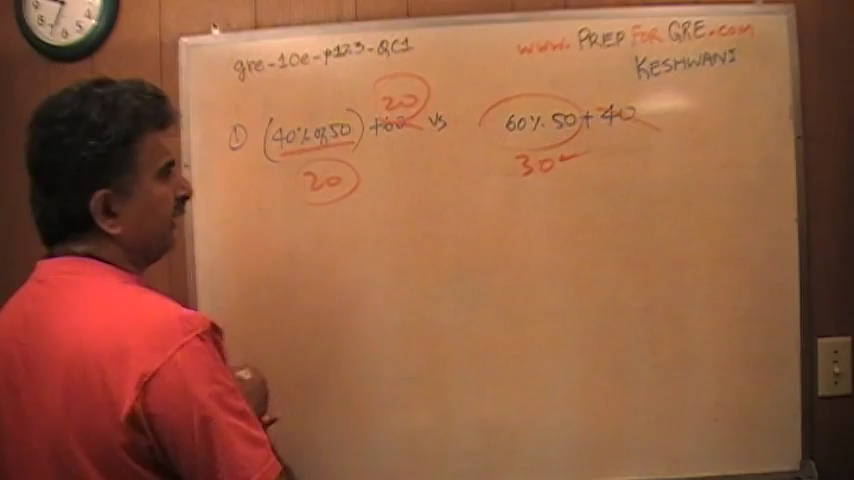 gre-10e-p123-QC1
www.PREPFORGRE.com
KESHWANI
20
① (40% of 50) +60 vs 60%.50 + 40
20
30